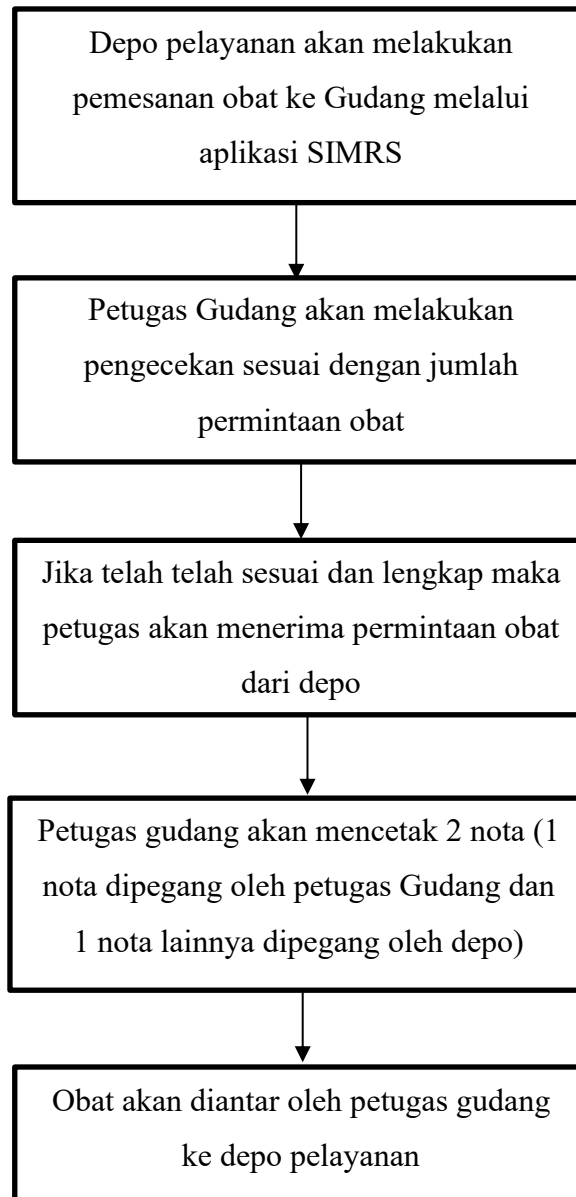 Depo pelayanan akan melakukan
pemesanan obat ke Gudang melalui
aplikasi SIMRS
Petugas Gudang akan melakukan
pengecekan sesuai dengan jumlah
permintaan obat
Jika telah telah sesuai dan lengkap maka
petugas akan menerima permintaan obat
dari depo
Petugas gudang akan mencetak 2 nota (1
nota dipegang oleh petugas Gudang dan
1 nota lainnya dipegang oleh depo)
Obat akan diantar oleh petugas gudang
ke depo pelayanan